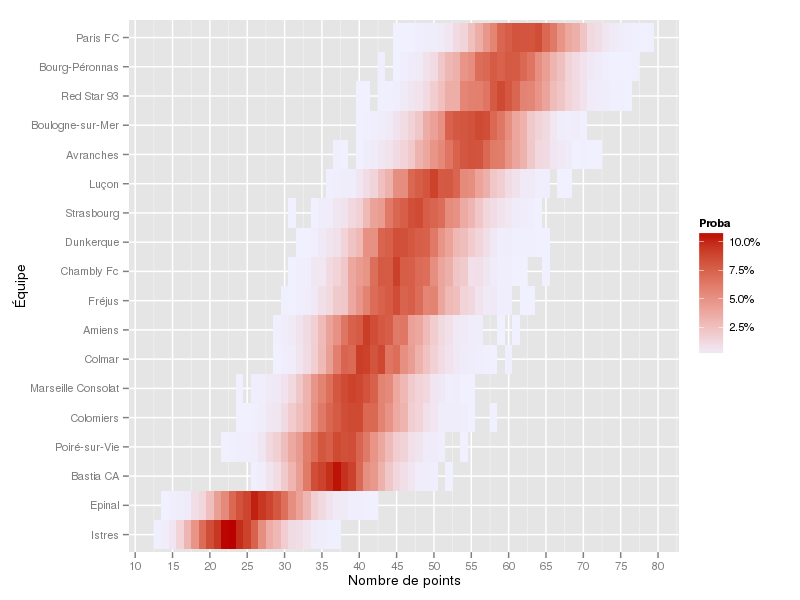 Paris FC
Bourg-Péronnas
Red Star 93
Boulogne-sur-Mer
Avranches
Luçon
Strasbourg
Dunkerque
Chambly Fc
Fréjus
Amiens
Colmar
Marseille Consolat
Colomiers
Poiré-sur-Vie
Bastia CA
Epinal
Istres
Équipe
10 15 20 25 30 35 40 45 50 55 60 65 70 75 80
Nombre de points
Proba
10.0%
7.5%
5.0%
2.5%